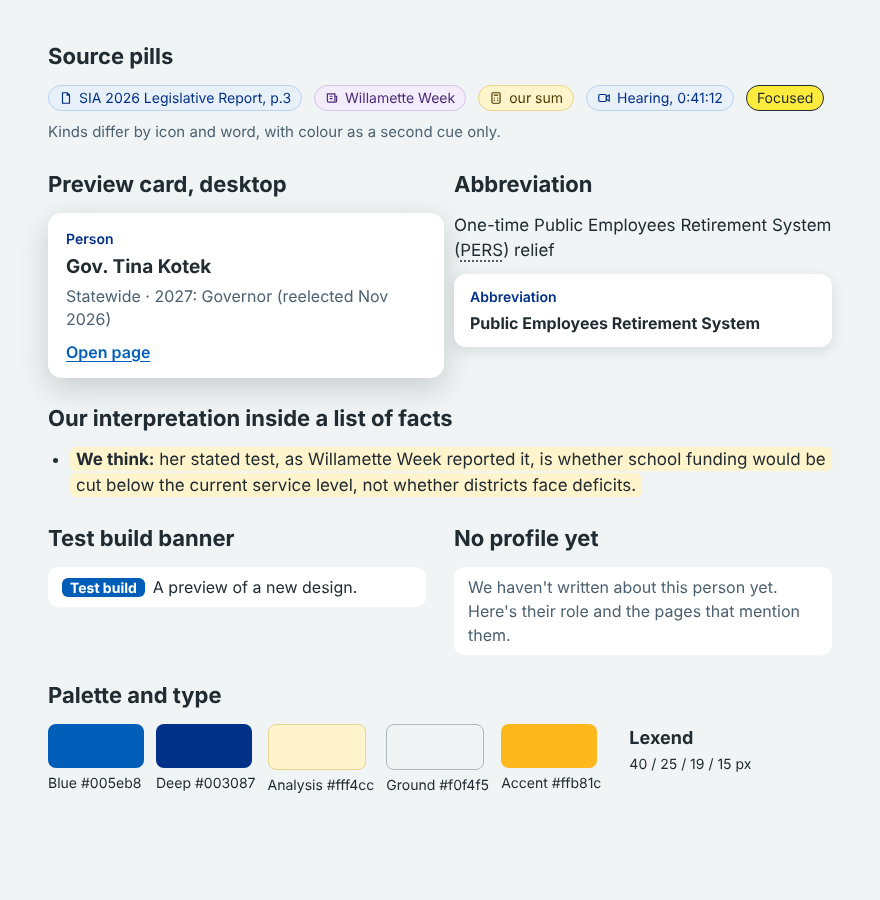 Source pills
SIA 2026 Legislative Report, p.3
Willamette Week
our sum
Hearing, 0:41:12
Focused
Kinds differ by icon and word, with colour as a second cue only.
Preview card, desktop
Person
Gov. Tina Kotek
Statewide · 2027: Governor (reelected Nov
2026)
Open page
Abbreviation
One-time Public Employees Retirement System
(PERS) relief
Abbreviation
Public Employees Retirement System
Our interpretation inside a list of facts
• We think: her stated test, as Willamette Week reported it, is whether school funding would be
cut below the current service level, not whether districts face deficits.
Test build banner
Test build A preview of a new design.
No profile yet
We haven't written about this person yet.
Here's their role and the pages that mention
them.
Palette and type
Blue #005eb8
Deep #003087
Analysis #fff4cc
Ground #f0f4f5
Accent #ffb81c
Lexend
40 / 25 / 19 / 15 px